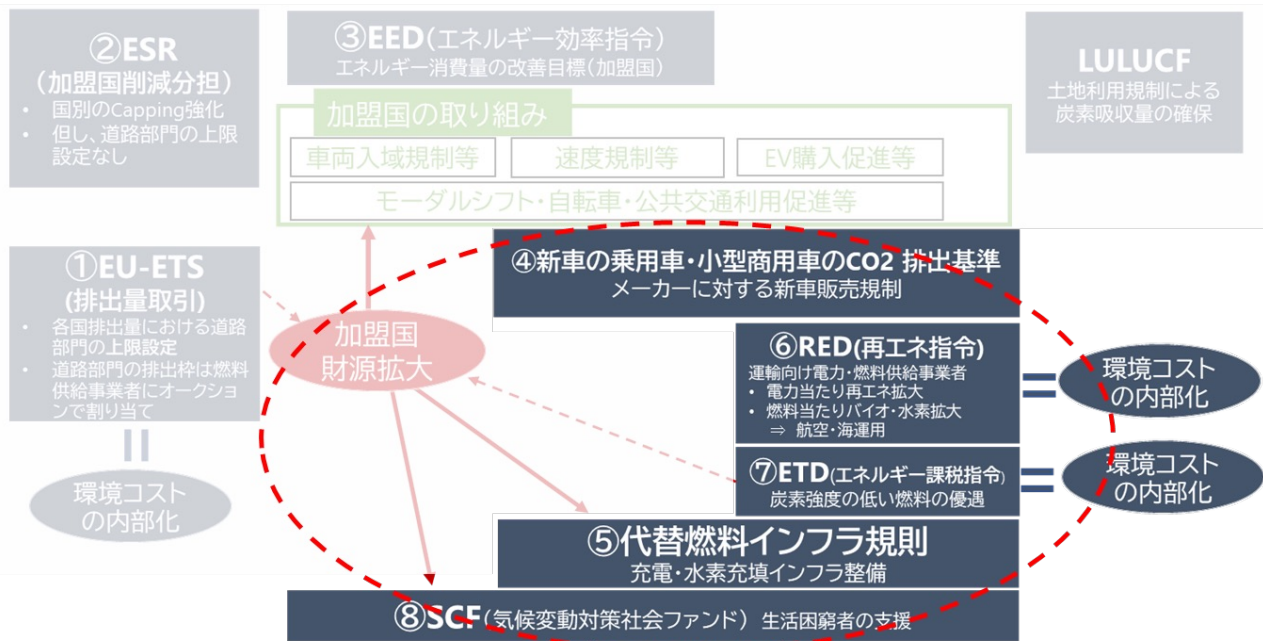 ②ESR
(加盟国削減分担)
• 国別のCapping強化
• 但し、道路部門の上限
設定なし
③EED(エネルギー効率指令)
エネルギー消費量の改善目標(加盟国)
LULUCF
土地利用規制による
炭素吸収量の確保
加盟国の取り組み
車両入域規制等
速度規制等
EV購入促進等
モーダルシフト・自転車・公共交通利用促進等
①EU-ETS
(排出量取引)
• 各国排出量における道路
部門の上限設定
• 道路部門の排出枠は燃料
供給事業者にオークショ
ンで割り当て
環境コスト
の内部化
加盟国
財源拡大
④新車の乗用車・小型商用車のCO2 排出基準
メーカーに対する新車販売規制
⑥RED(再エネ指令)
運輸向け電力・燃料供給事業者
• 電力当たり再エネ拡大
• 燃料当たりバイオ・水素拡大
⇒ 航空・海運用
環境コスト
の内部化
⑦ETD(エネルギー課税指令)
炭素強度の低い燃料の優遇
環境コスト
の内部化
⑤代替燃料インフラ規則
充電・水素充填インフラ整備
⑧SCF(気候変動対策社会ファンド) 生活困窮者の支援